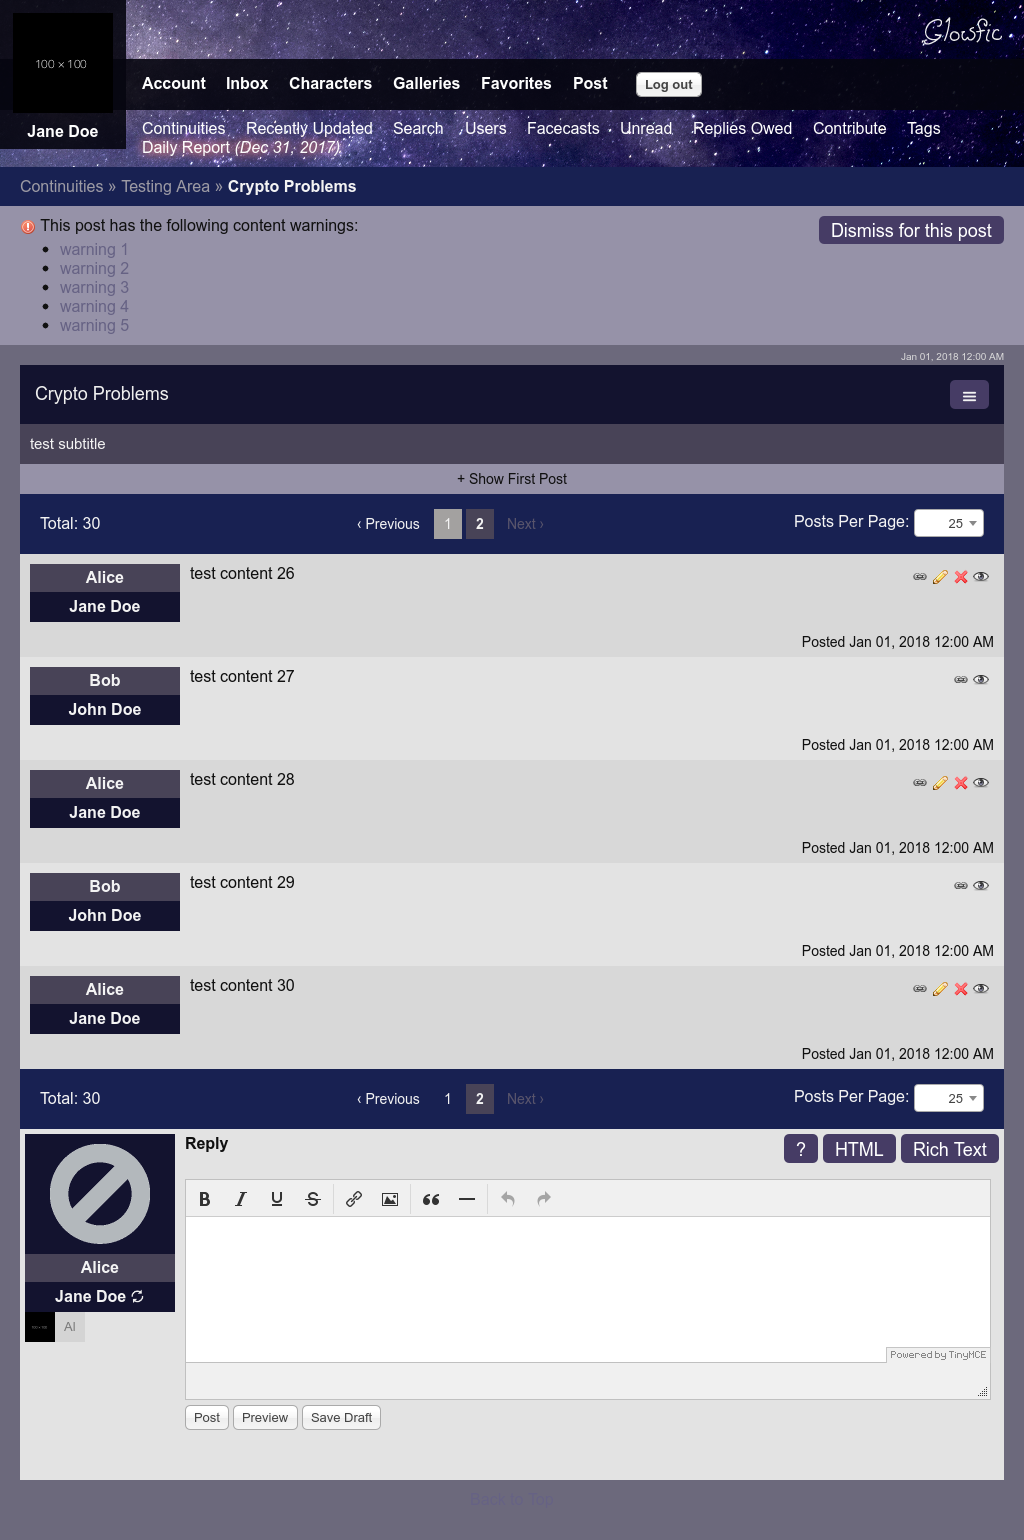 100 × 100
Glowfic
Account Inbox Characters Galleries Favorites Post Log out
Jane Doe
Continuities Recently Updated Search Users Facecasts Unread Replies Owed Contribute Tags
Daily Report (Dec 31, 2017)
Continuities » Testing Area » Crypto Problems
This post has the following content warnings:
Dismiss for this post
warning 1
warning 2
warning 3
warning 4
warning 5
Jan 01, 2018 12:00 AM
Crypto Problems
test subtitle
+ Show First Post
Total: 30 ‹ Previous 1 2 Next › Posts Per Page: 25
Alice
Jane Doe
test content 26
Posted Jan 01, 2018 12:00 AM
Bob
John Doe
test content 27
Posted Jan 01, 2018 12:00 AM
Alice
Jane Doe
test content 28
Posted Jan 01, 2018 12:00 AM
Bob
John Doe
test content 29
Posted Jan 01, 2018 12:00 AM
Alice
Jane Doe
test content 30
Posted Jan 01, 2018 12:00 AM
Total: 30 ‹ Previous 1 2 Next › Posts Per Page: 25
Reply ? HTML Rich Text
B I U S
Alice
Jane Doe
Al
Powered by TinyMCE
Post Preview Save Draft
Back to Top